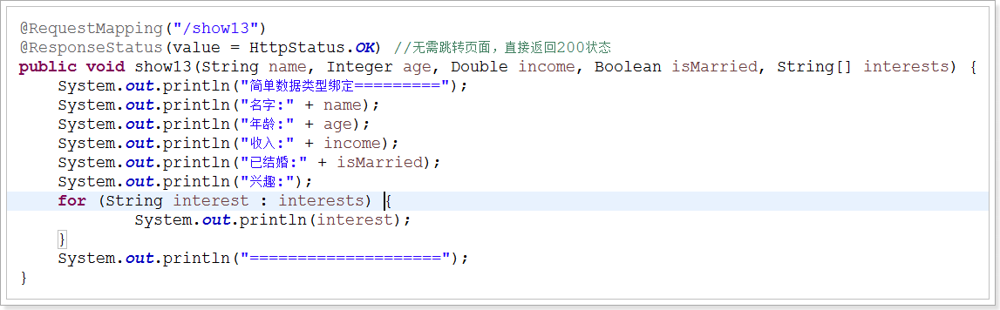 @RequestMapping("/show13")
@ResponseStatus(value = HttpStatus.OK) //无需跳转页面，直接返回200状态
public void show13(String name, Integer age, Double income, Boolean isMarried, String[] interests) {
    System.out.println("简单数据类型绑定=========");
    System.out.println("名字:" + name);
    System.out.println("年龄:" + age);
    System.out.println("收入:" + income);
    System.out.println("已结婚:" + isMarried);
    System.out.println("兴趣:");
    for (String interest : interests) {
            System.out.println(interest);
    }
    System.out.println("====================");
}